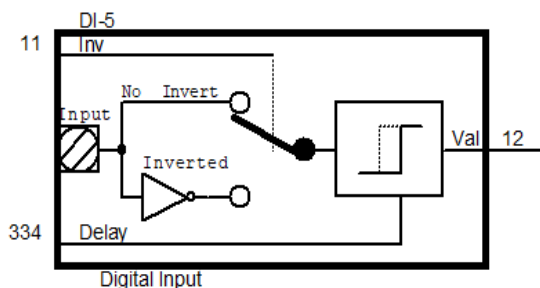 DI-5
11 Inv
No Invert
Input
Val 12
Inverted
334 Delay
Digital Input